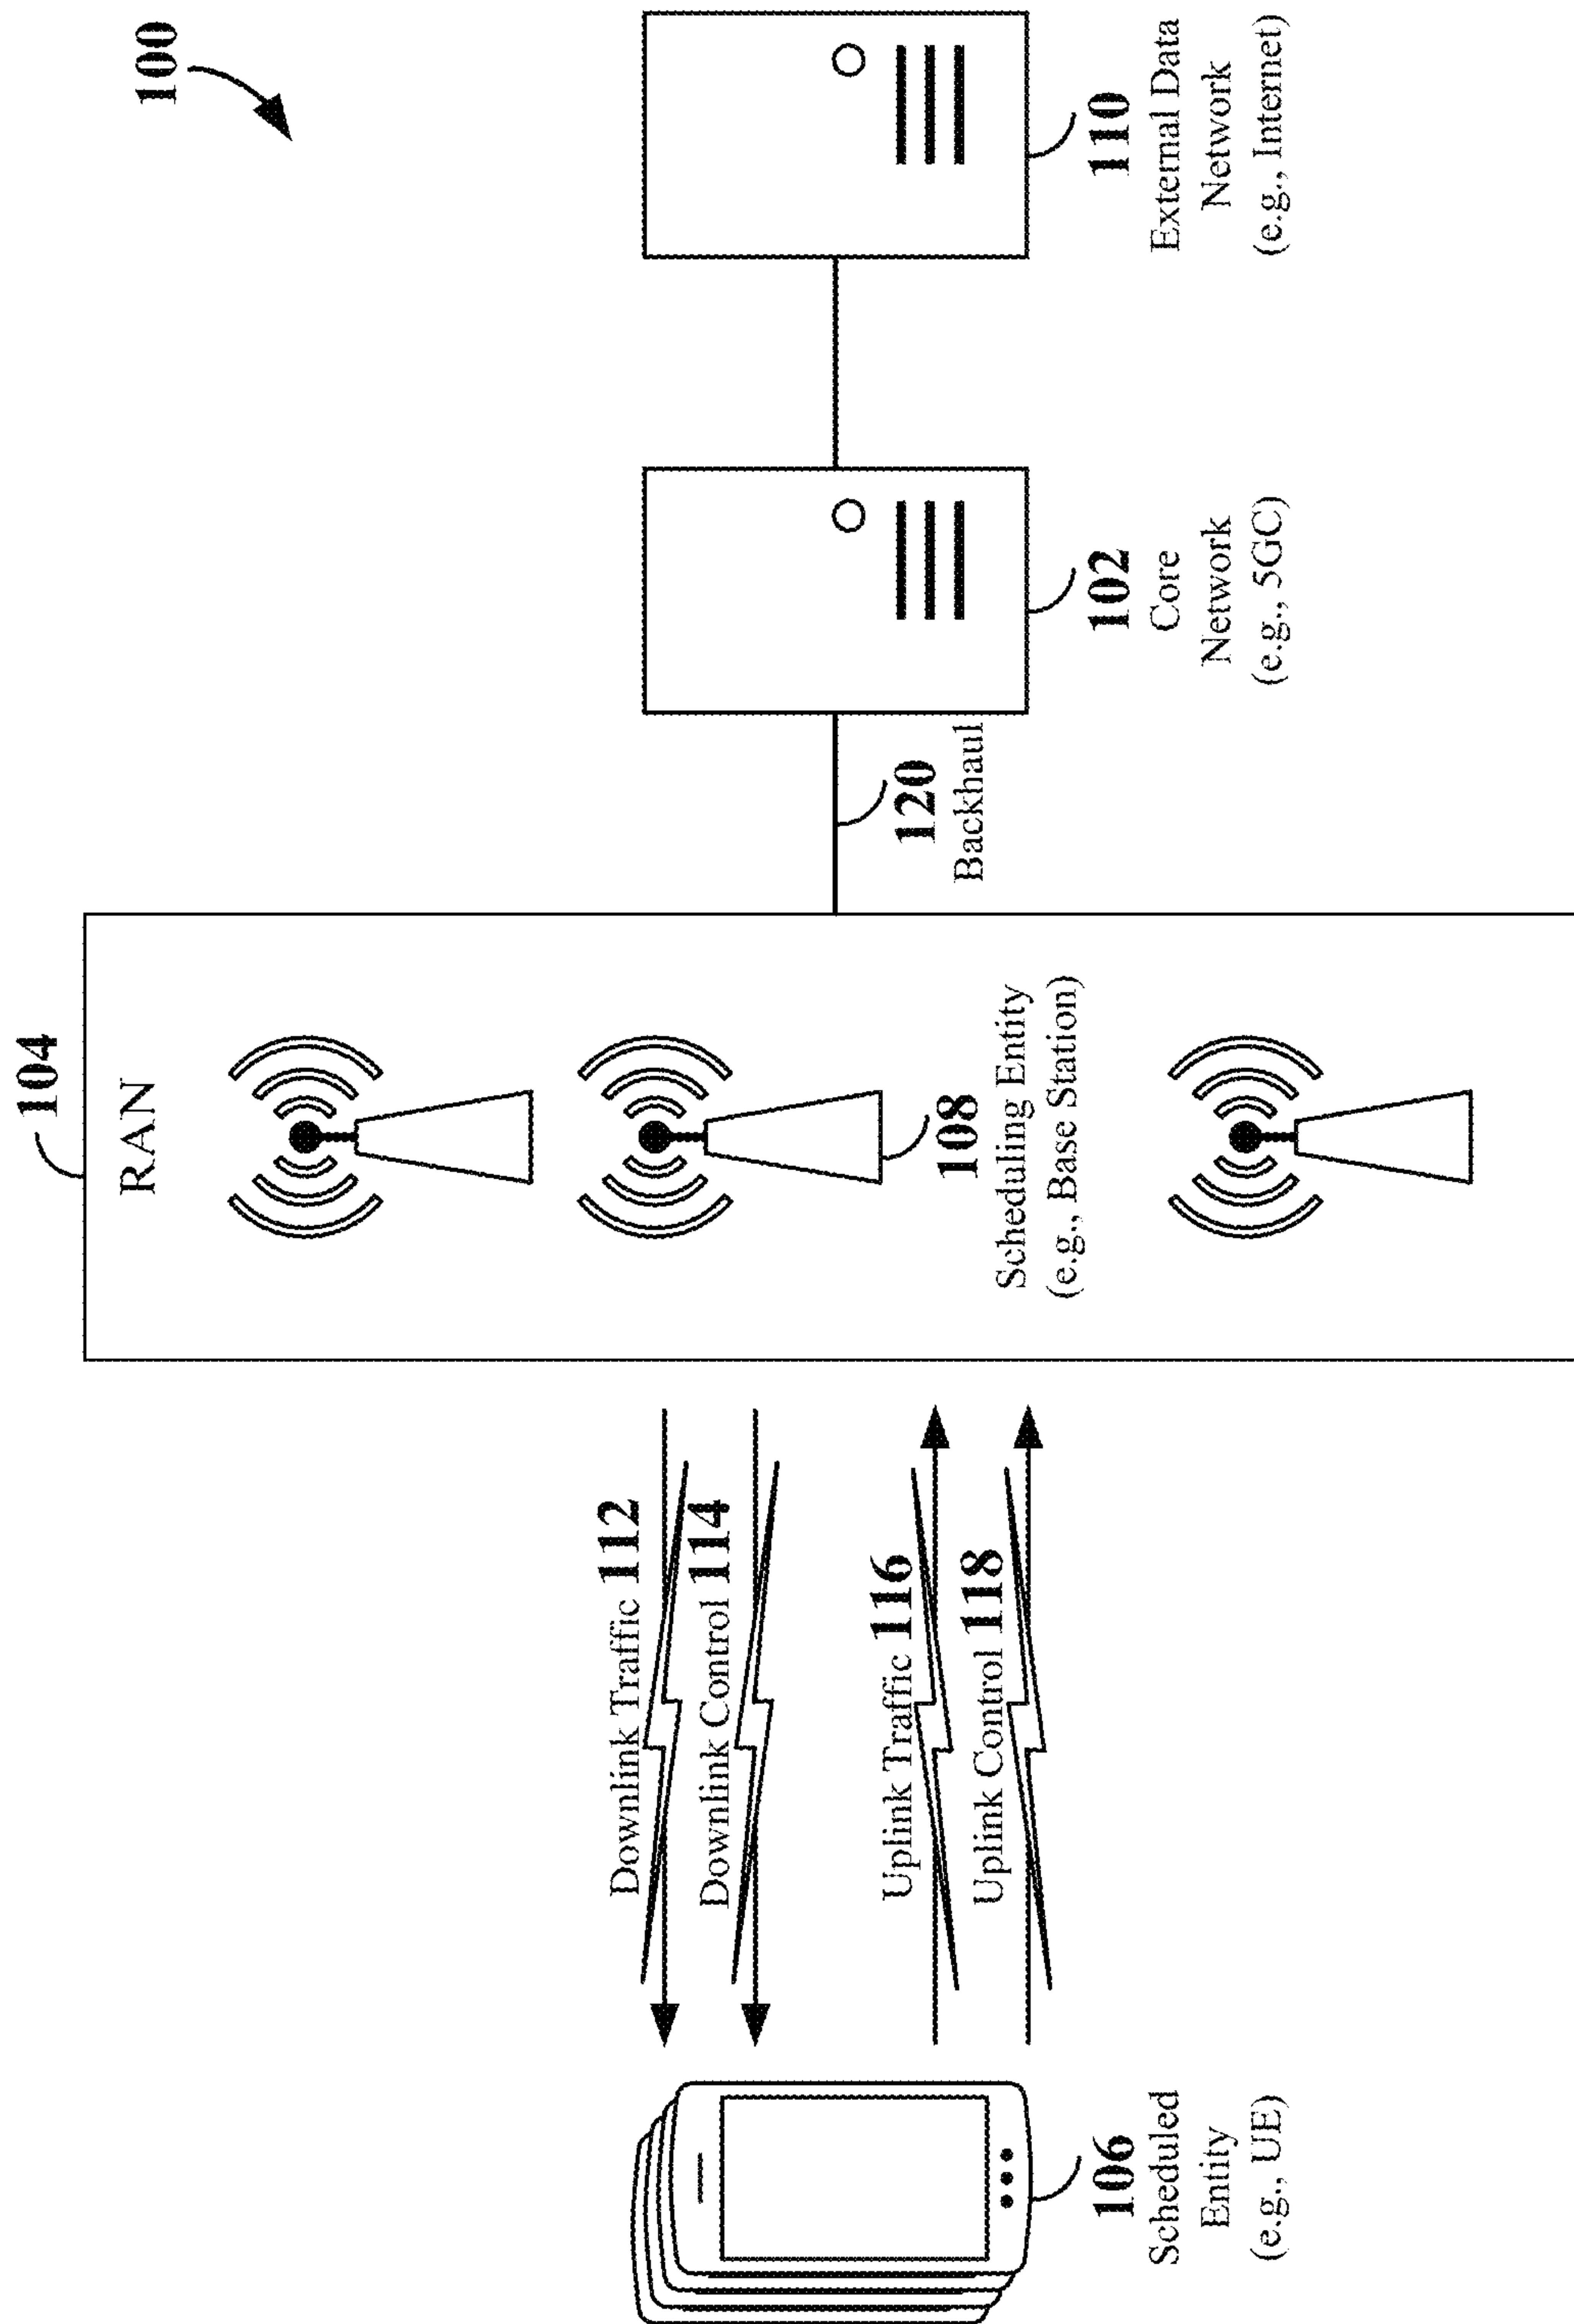 100
104
RAN
108
Scheduling Entity
(e.g., Base Station)
Downlink Traffic 112
Downlink Control 114
Uplink Traffic 116
Uplink Control 118
106
Scheduled
Entity
(e.g., UE)
120
Backhaul
102
Core
Network
(e.g., 5GC)
110
External Data
Network
(e.g., Internet)